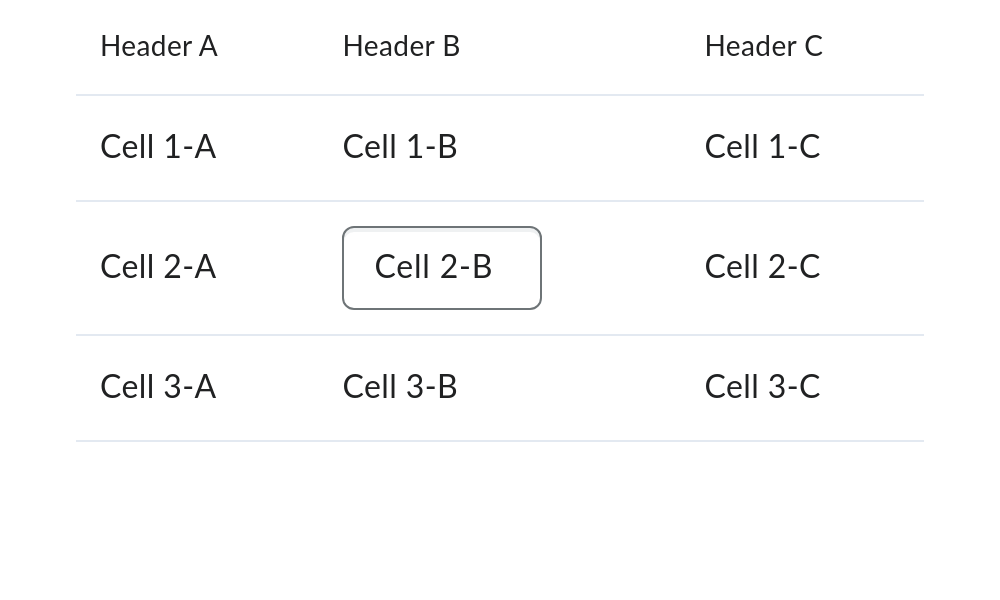 Header A Header B Header C
Cell 1-A Cell 1-B Cell 1-C
Cell 2-A Cell 2-B Cell 2-C
Cell 3-A Cell 3-B Cell 3-C